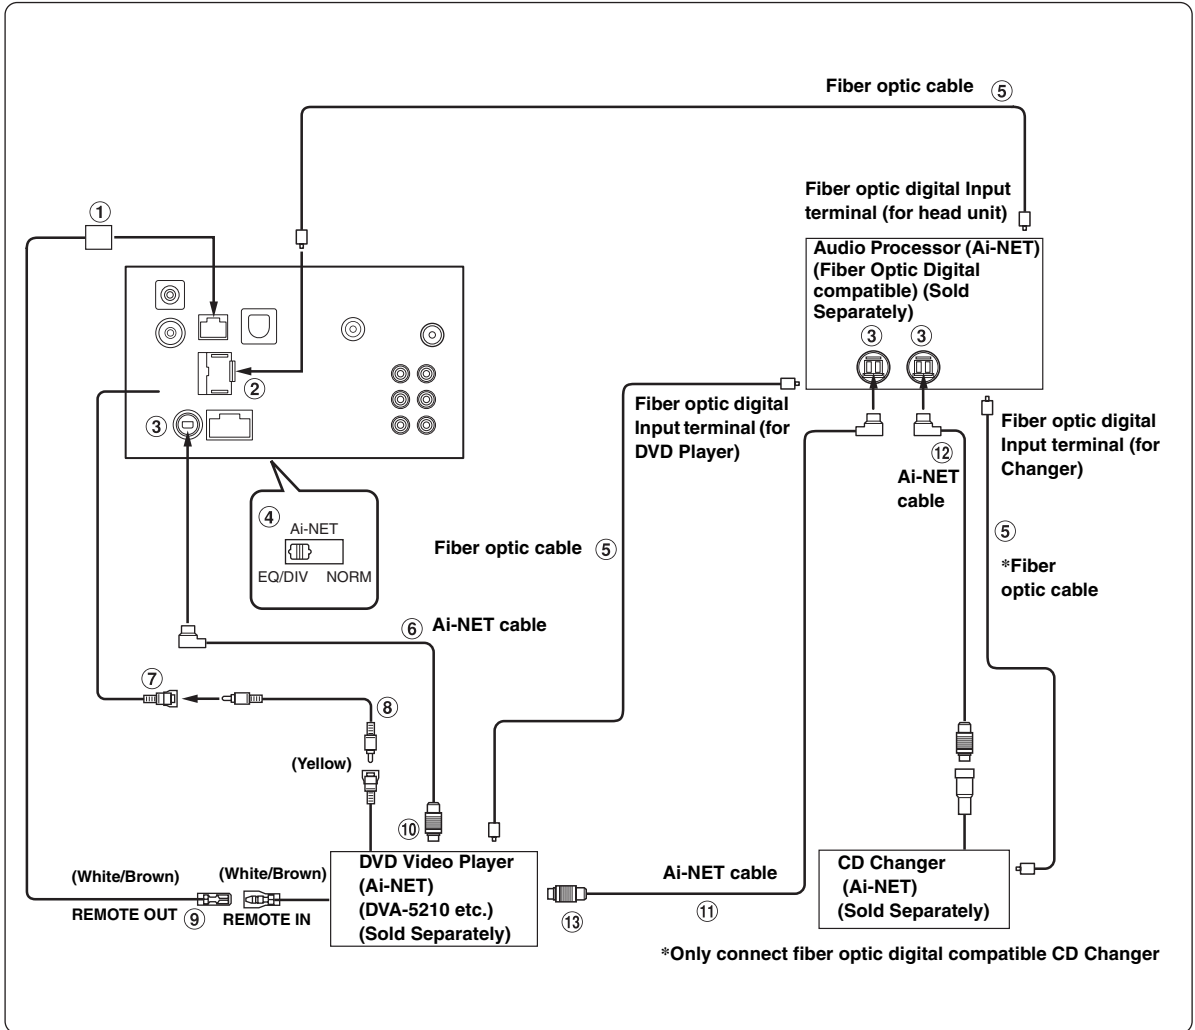 Fiber optic cable ⑤
Fiber optic digital Input
terminal (for head unit)
①
Audio Processor (Ai-NET)
(Fiber Optic Digital
compatible) (Sold
Separately)
③ ③
②
③
Fiber optic digital
Input terminal (for
DVD Player)
Fiber optic digital
Input terminal (for
Changer)
⑫
Ai-NET
cable
④
Ai-NET
EQ/DIV NORM
Fiber optic cable ⑤
⑤
*Fiber
optic cable
⑥ Ai-NET cable
⑦
⑧
(Yellow)
⑩
DVD Video Player
(Ai-NET)
(DVA-5210 etc.)
(Sold Separately)
(White/Brown)
REMOTE OUT
⑨
(White/Brown)
REMOTE IN
Ai-NET cable
⑬
⑪
CD Changer
(Ai-NET)
(Sold Separately)
*Only connect fiber optic digital compatible CD Changer